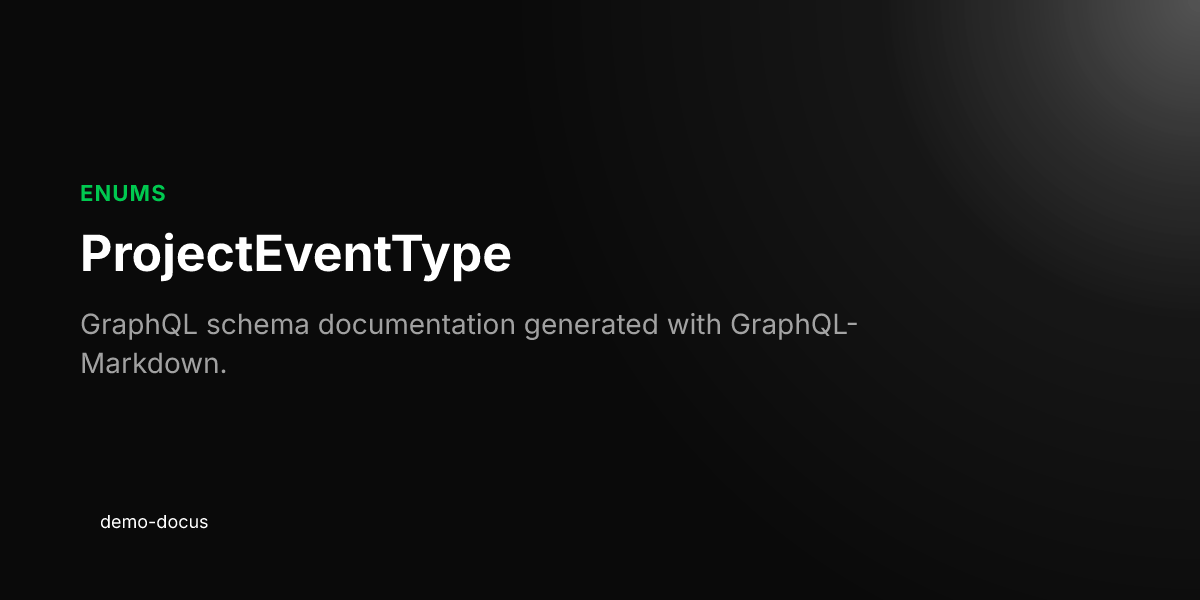 ENUMS
ProjectEventType
GraphQL schema documentation generated with GraphQL-
Markdown.
demo-docus